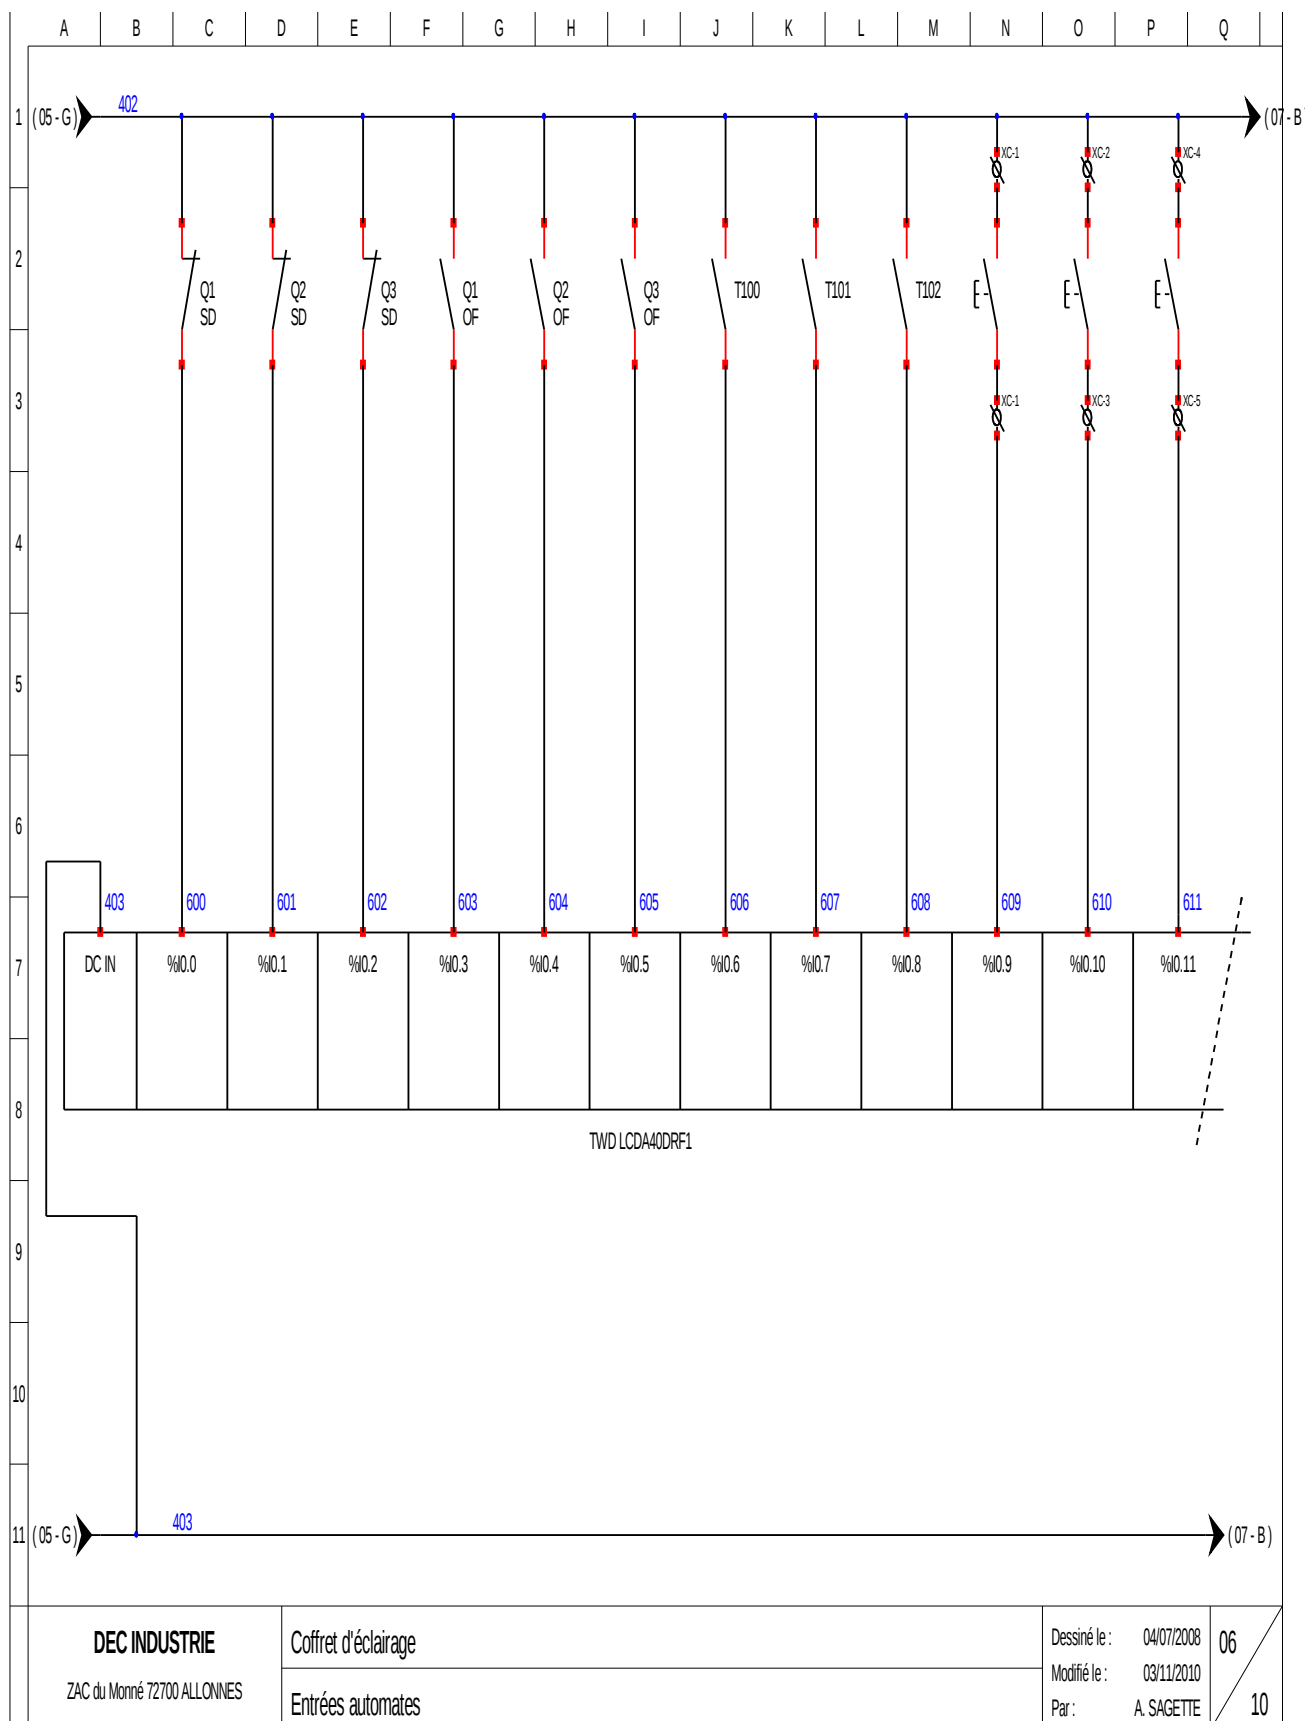 A B C D E F G H I J K L M N O P Q
1 ( 05 - G ) 402 ( 07 - B
XC-1 XC-2 XC-4
2
Q1 Q2 Q3 Q1 Q2 Q3 T100 T101 T102
SD SD SD OF OF OF
3 XC-1 XC-3 XC-5
4
5
6
403 600 601 602 603 604 605 606 607 608 609 610 611
7 DC IN %I0.0 %I0.1 %I0.2 %I0.3 %I0.4 %I0.5 %I0.6 %I0.7 %I0.8 %I0.9 %I0.10 %I0.11
8
TWD LCDA40DRF1
9
10
403
11 ( 05 - G ) ( 07 - B )
DEC INDUSTRIE
ZAC du Monné 72700 ALLONNES
Coffret d'éclairage
Entrées automates
Dessiné le : 04/07/2008
Modifié le : 03/11/2010
Par : A. SAGETTE
06
10